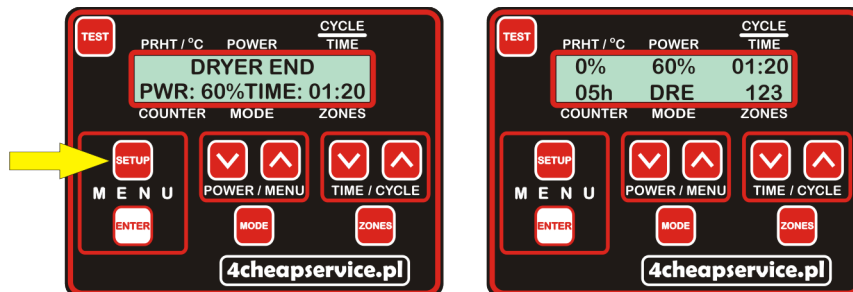 TEST
CYCLE
PRHT / °C POWER TIME
DRYER END
PWR: 60%TIME: 01:20
COUNTER MODE ZONES
SETUP
M E N U
POWER / MENU
TIME / CYCLE
ENTER
MODE
ZONES
4cheapservice.pl
TEST
CYCLE
PRHT / °C POWER TIME
0% 60% 01:20
05h DRE 123
COUNTER MODE ZONES
SETUP
M E N U
POWER / MENU
TIME / CYCLE
ENTER
MODE
ZONES
4cheapservice.pl